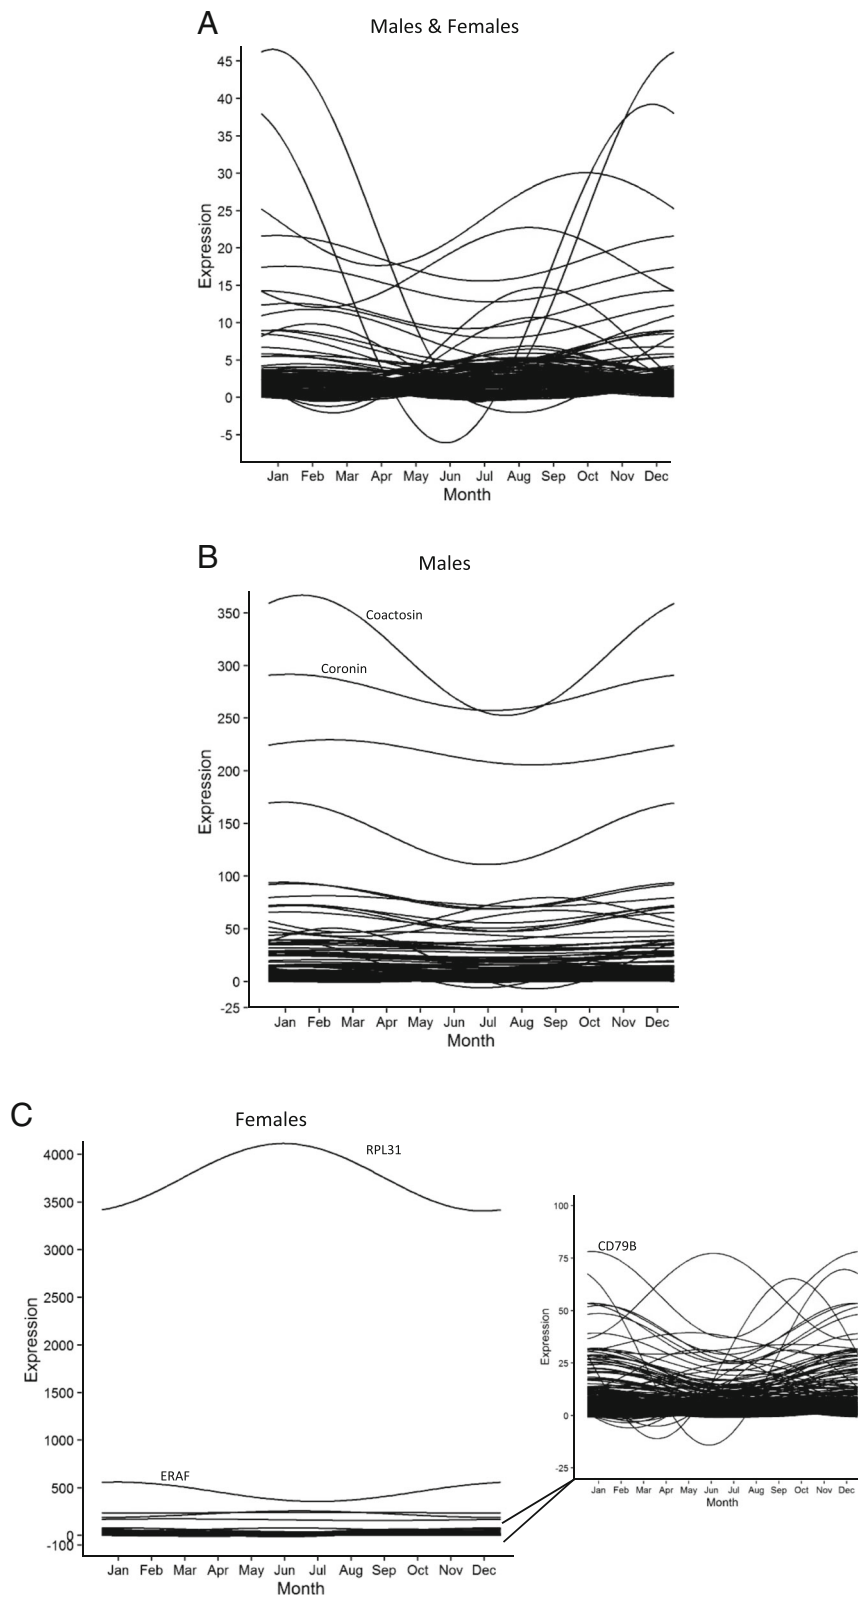 A
Males & Females
45
40
35
30
25
20
15
10
5
0
-5
Expression
Jan Feb Mar Apr May Jun Jul Aug Sep Oct Nov Dec
Month
B
Males
350
300
250
200
150
100
50
0
-25
Expression
Coactosin
Coronin
Jan Feb Mar Apr May Jun Jul Aug Sep Oct Nov Dec
Month
C
Females
4000
3500
3000
2500
2000
1500
1000
500
0
-100
Expression
RPL31
ERAF
Jan Feb Mar Apr May Jun Jul Aug Sep Oct Nov Dec
Month
100
75
50
25
0
-25
Expression
CD79B
Jan Feb Mar Apr May Jun Jul Aug Sep Oct Nov Dec
Month